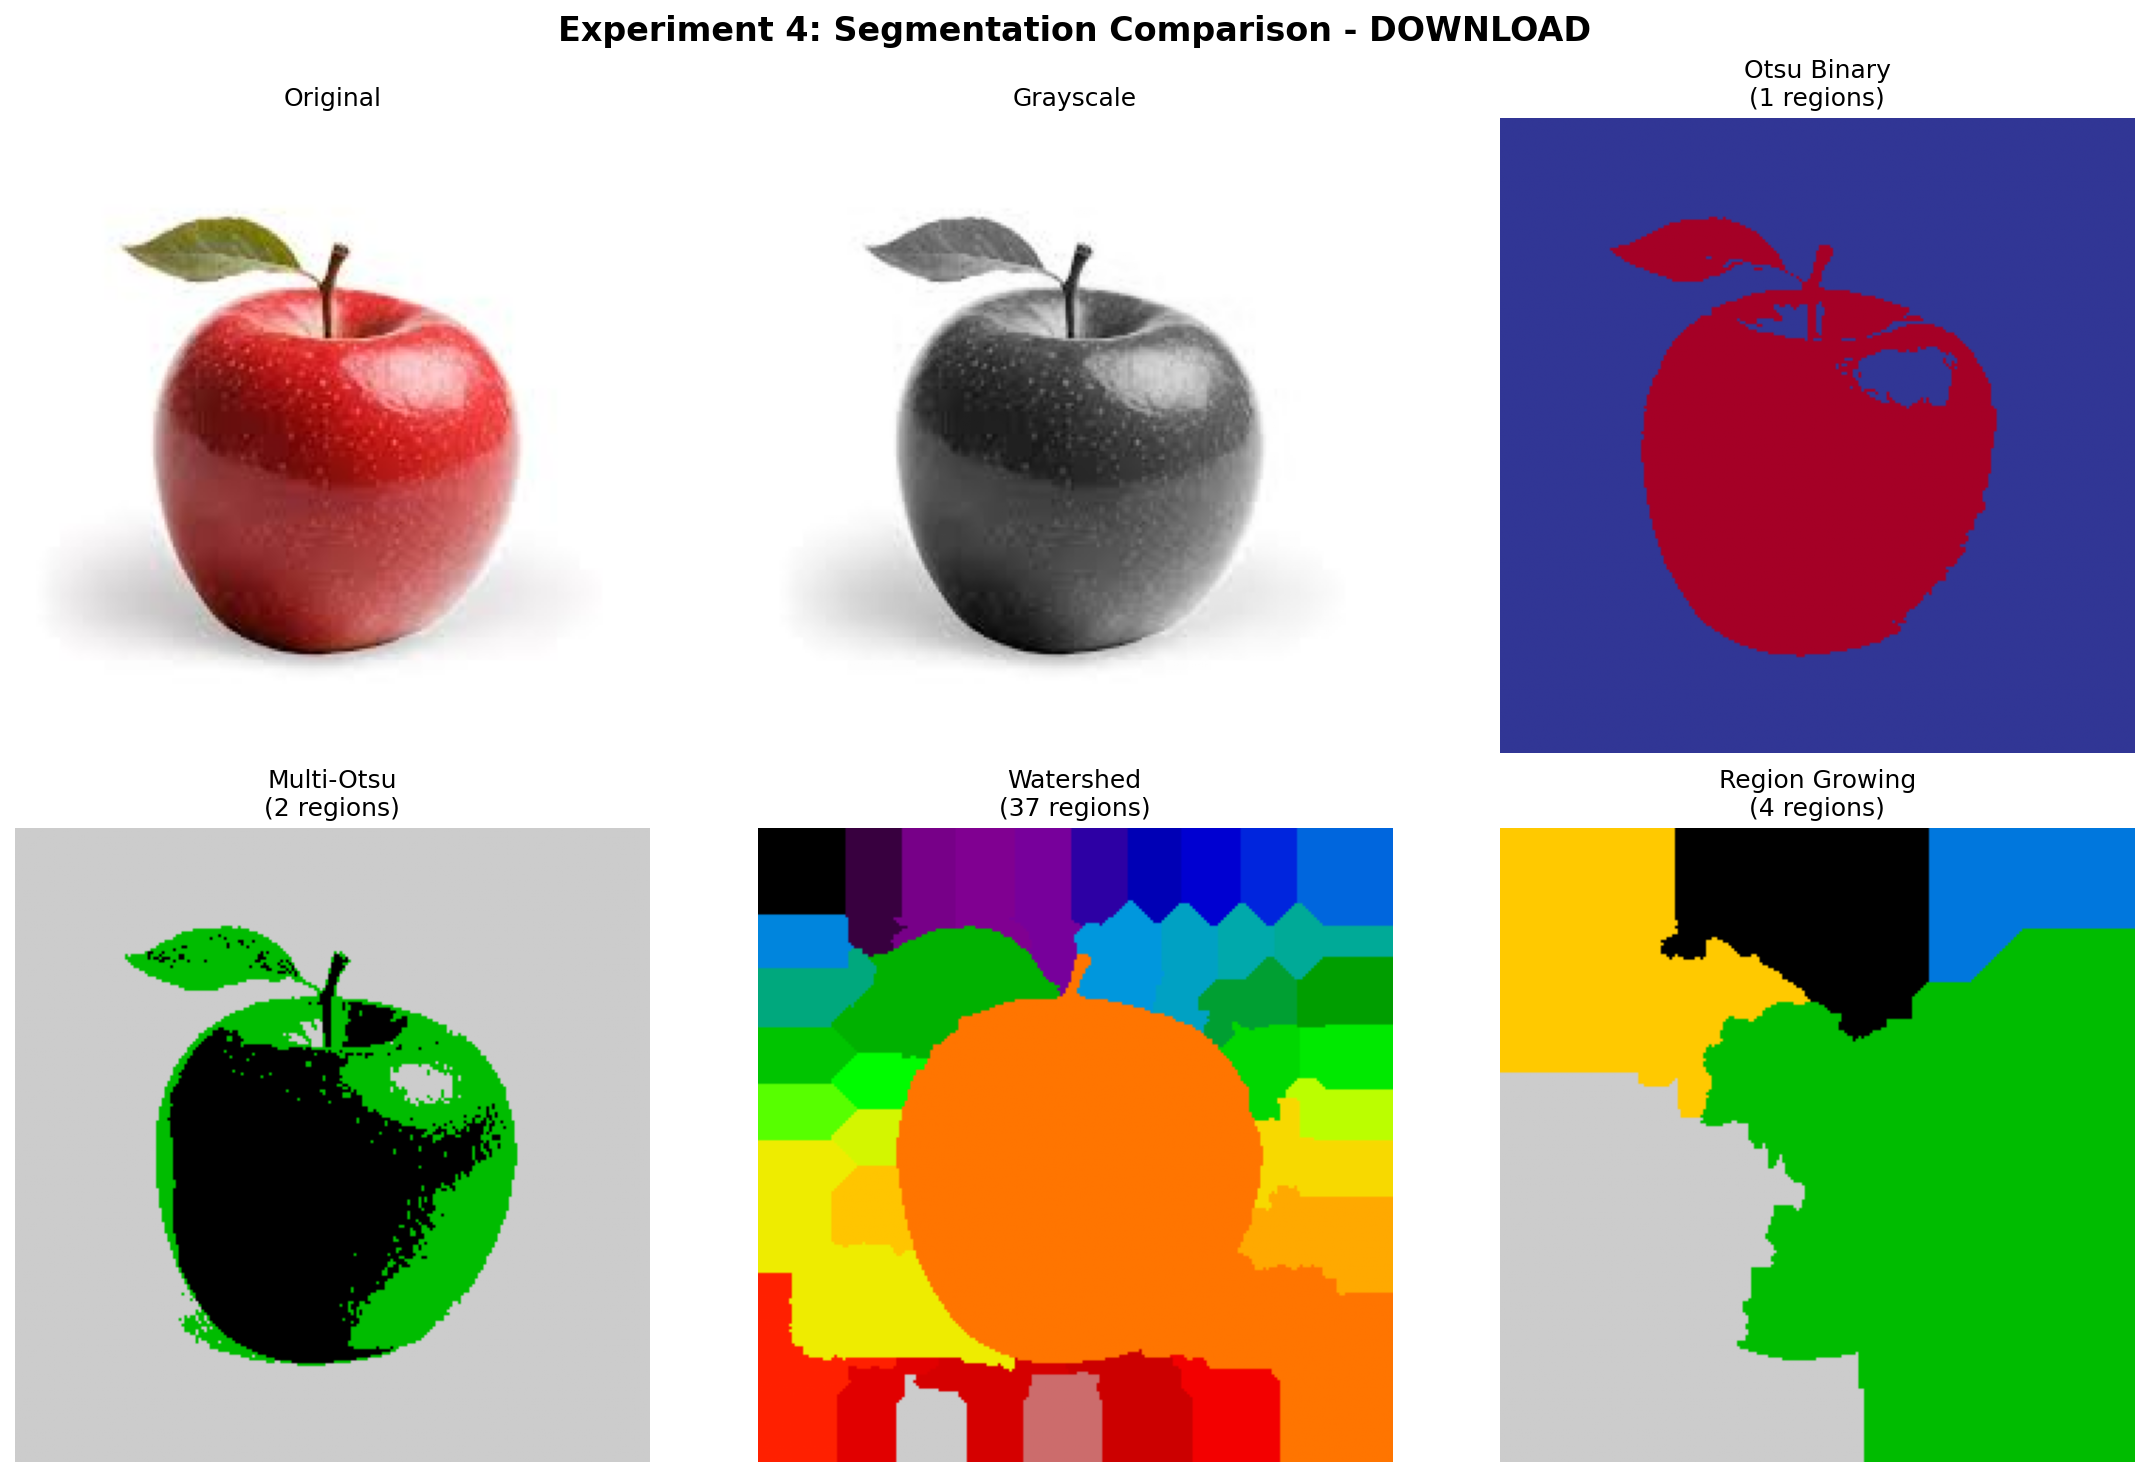 Experiment 4: Segmentation Comparison - DOWNLOAD
Original
Grayscale
Otsu Binary
(1 regions)
Multi-Otsu
(2 regions)
Watershed
(37 regions)
Region Growing
(4 regions)